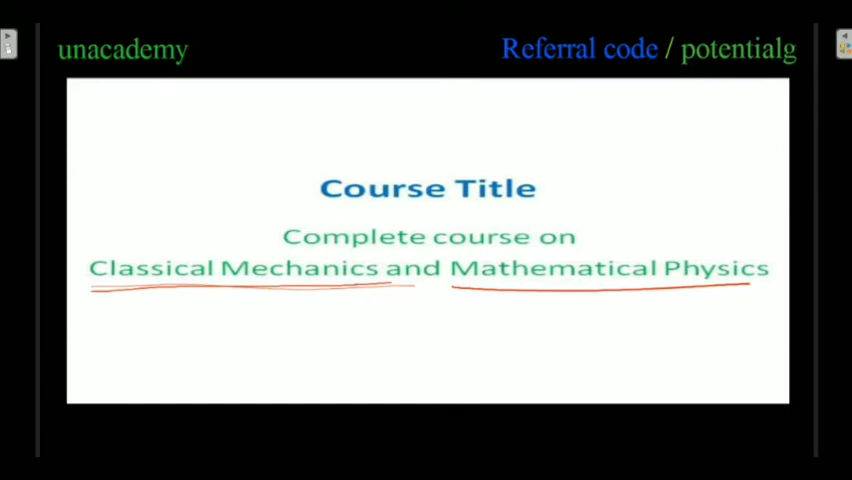 unacademy
Referral code / potentialg
Course Title
Complete course on
Classical Mechanics and Mathematical Physics